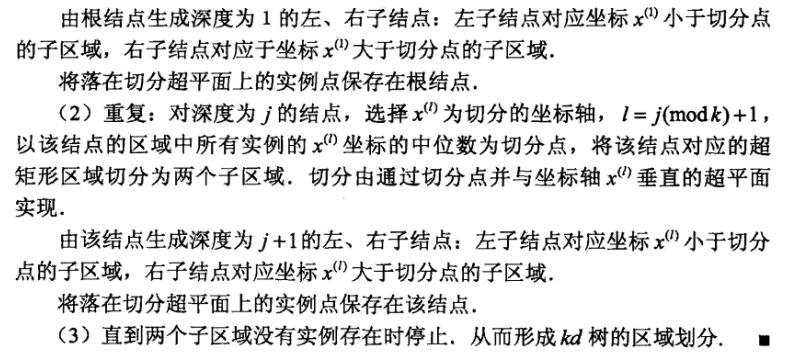 由根结点生成深度为 1 的左、右子结点：左子结点对应坐标 x⁽¹⁾ 小于切分点
的子区域，右子结点对应于坐标 x⁽¹⁾ 大于切分点的子区域．
将落在切分超平面上的实例点保存在根结点．
（2）重复：对深度为 j 的结点，选择 x⁽ˡ⁾ 为切分的坐标轴，l = j(mod k)+1，
以该结点的区域中所有实例的 x⁽ˡ⁾ 坐标的中位数为切分点，将该结点对应的超
矩形区域切分为两个子区域．切分由通过切分点并与坐标轴 x⁽ˡ⁾ 垂直的超平面
实现．
由该结点生成深度为 j+1 的左、右子结点：左子结点对应坐标 x⁽ˡ⁾ 小于切分
点的子区域，右子结点对应坐标 x⁽ˡ⁾ 大于切分点的子区域．
将落在切分超平面上的实例点保存在该结点．
（3）直到两个子区域没有实例存在时停止．从而形成 kd 树的区域划分． ■